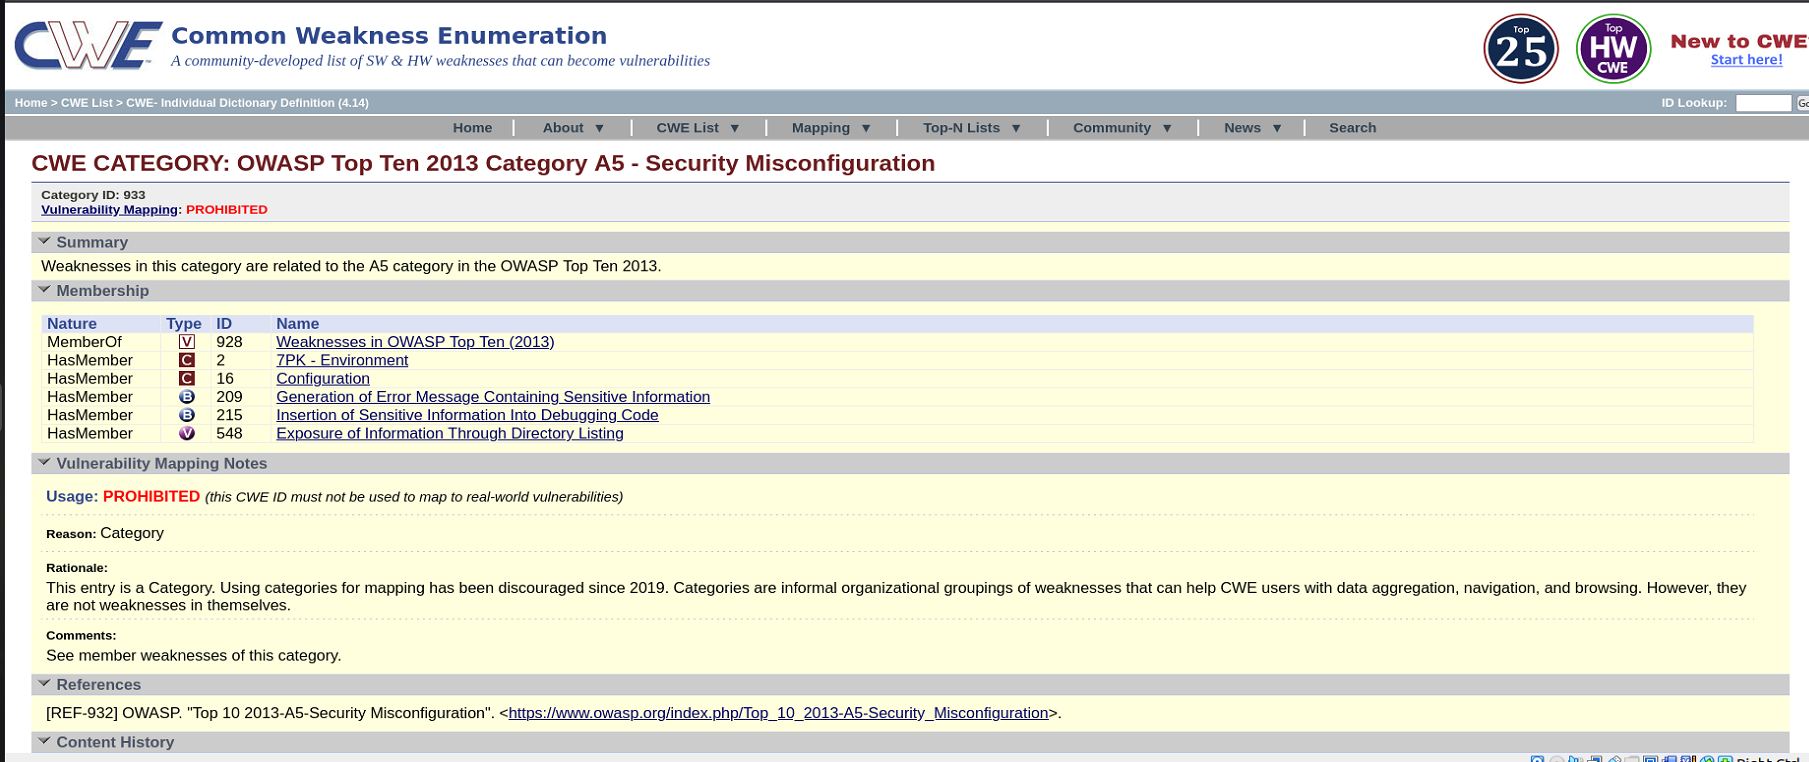 CWE Common Weakness Enumeration
A community-developed list of SW & HW weaknesses that can become vulnerabilities
Top 25
Top HW CWE
New to CWE
Start here!
Home > CWE List > CWE- Individual Dictionary Definition (4.14)
ID Lookup:
Home About ▼ CWE List ▼ Mapping ▼ Top-N Lists ▼ Community ▼ News ▼ Search
CWE CATEGORY: OWASP Top Ten 2013 Category A5 - Security Misconfiguration
Category ID: 933
Vulnerability Mapping: PROHIBITED
Summary
Weaknesses in this category are related to the A5 category in the OWASP Top Ten 2013.
Membership
Nature Type ID Name
MemberOf V 928 Weaknesses in OWASP Top Ten (2013)
HasMember C 2 7PK - Environment
HasMember C 16 Configuration
HasMember B 209 Generation of Error Message Containing Sensitive Information
HasMember B 215 Insertion of Sensitive Information Into Debugging Code
HasMember V 548 Exposure of Information Through Directory Listing
Vulnerability Mapping Notes
Usage: PROHIBITED (this CWE ID must not be used to map to real-world vulnerabilities)
Reason: Category
Rationale:
This entry is a Category. Using categories for mapping has been discouraged since 2019. Categories are informal organizational groupings of weaknesses that can help CWE users with data aggregation, navigation, and browsing. However, they
are not weaknesses in themselves.
Comments:
See member weaknesses of this category.
References
[REF-932] OWASP. "Top 10 2013-A5-Security Misconfiguration". <https://www.owasp.org/index.php/Top_10_2013-A5-Security_Misconfiguration>.
Content History